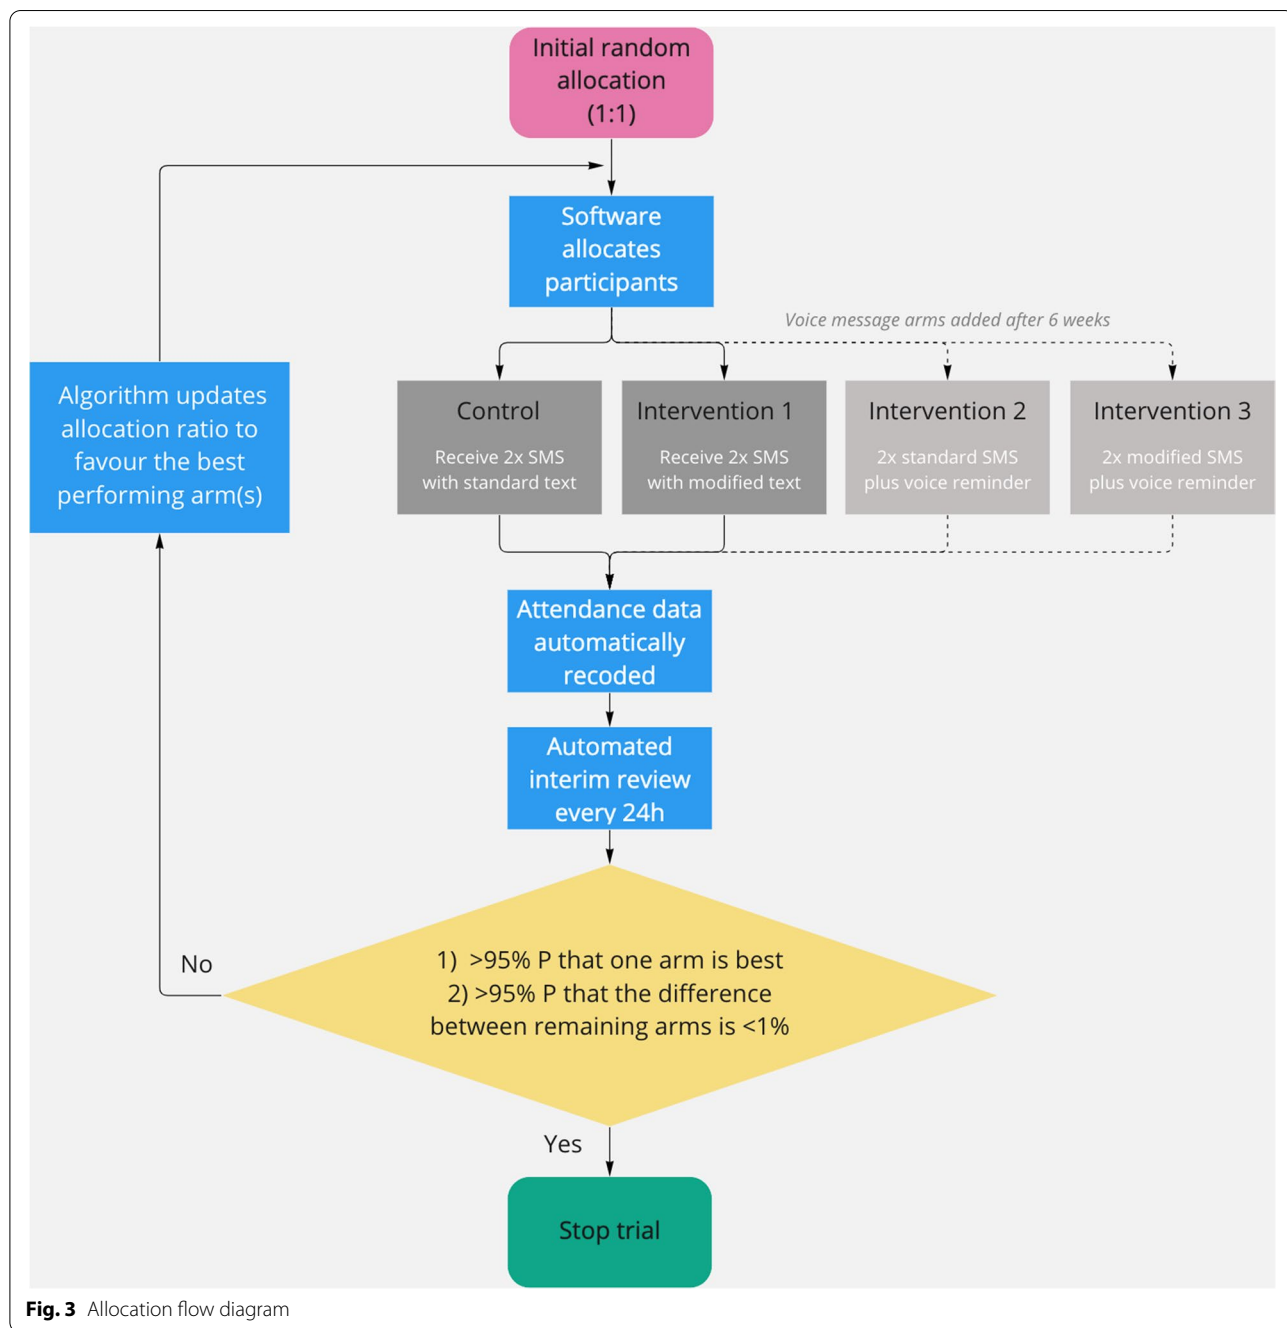 Initial random
allocation
(1:1)
Software
allocates
participants
Voice message arms added after 6 weeks
Algorithm updates
allocation ratio to
favour the best
performing arm(s)
Control
Receive 2x SMS
with standard text
Intervention 1
Receive 2x SMS
with modified text
Intervention 2
2x standard SMS
plus voice reminder
Intervention 3
2x modified SMS
plus voice reminder
Attendance data
automatically
recoded
Automated
interim review
every 24h
1) >95% P that one arm is best
2) >95% P that the difference
between remaining arms is <1%
No
Yes
Stop trial
Fig. 3 Allocation flow diagram